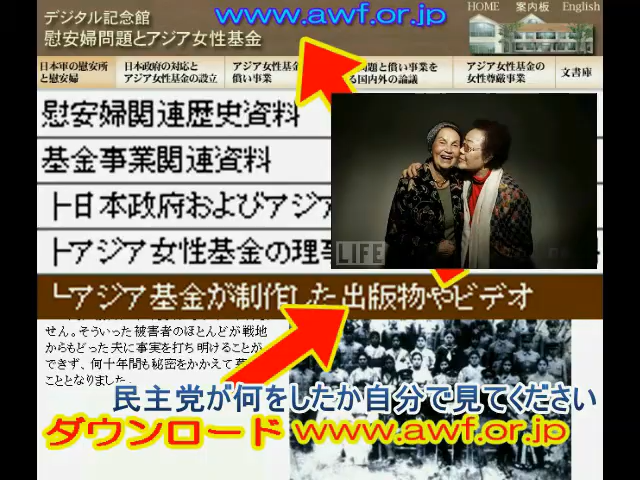 デジタル記念館
慰安婦問題とアジア女性基金
www.awf.or.jp
HOME 案内板 English
日本軍の慰安所
と慰安婦
日本政府の対応と
アジア女性基金の設立
アジア女性基金
償い事業
問題と償い事業を
る国内外の論議
アジア女性基金の
女性尊厳事業
文書庫
慰安婦関連歴史資料
基金事業関連資料
├日本政府およびアジア
├アジア女性基金の理事
└アジア基金が制作した出版物やビデオ
LIFE
せん。そういった被害者のほとんどが戦地
からもどった夫に事実を打ち明けることが
できず、何十年間も秘密をかかえて
こととなりました。
民主党が何をしたか自分で見てください
ダウンロード www.awf.or.jp